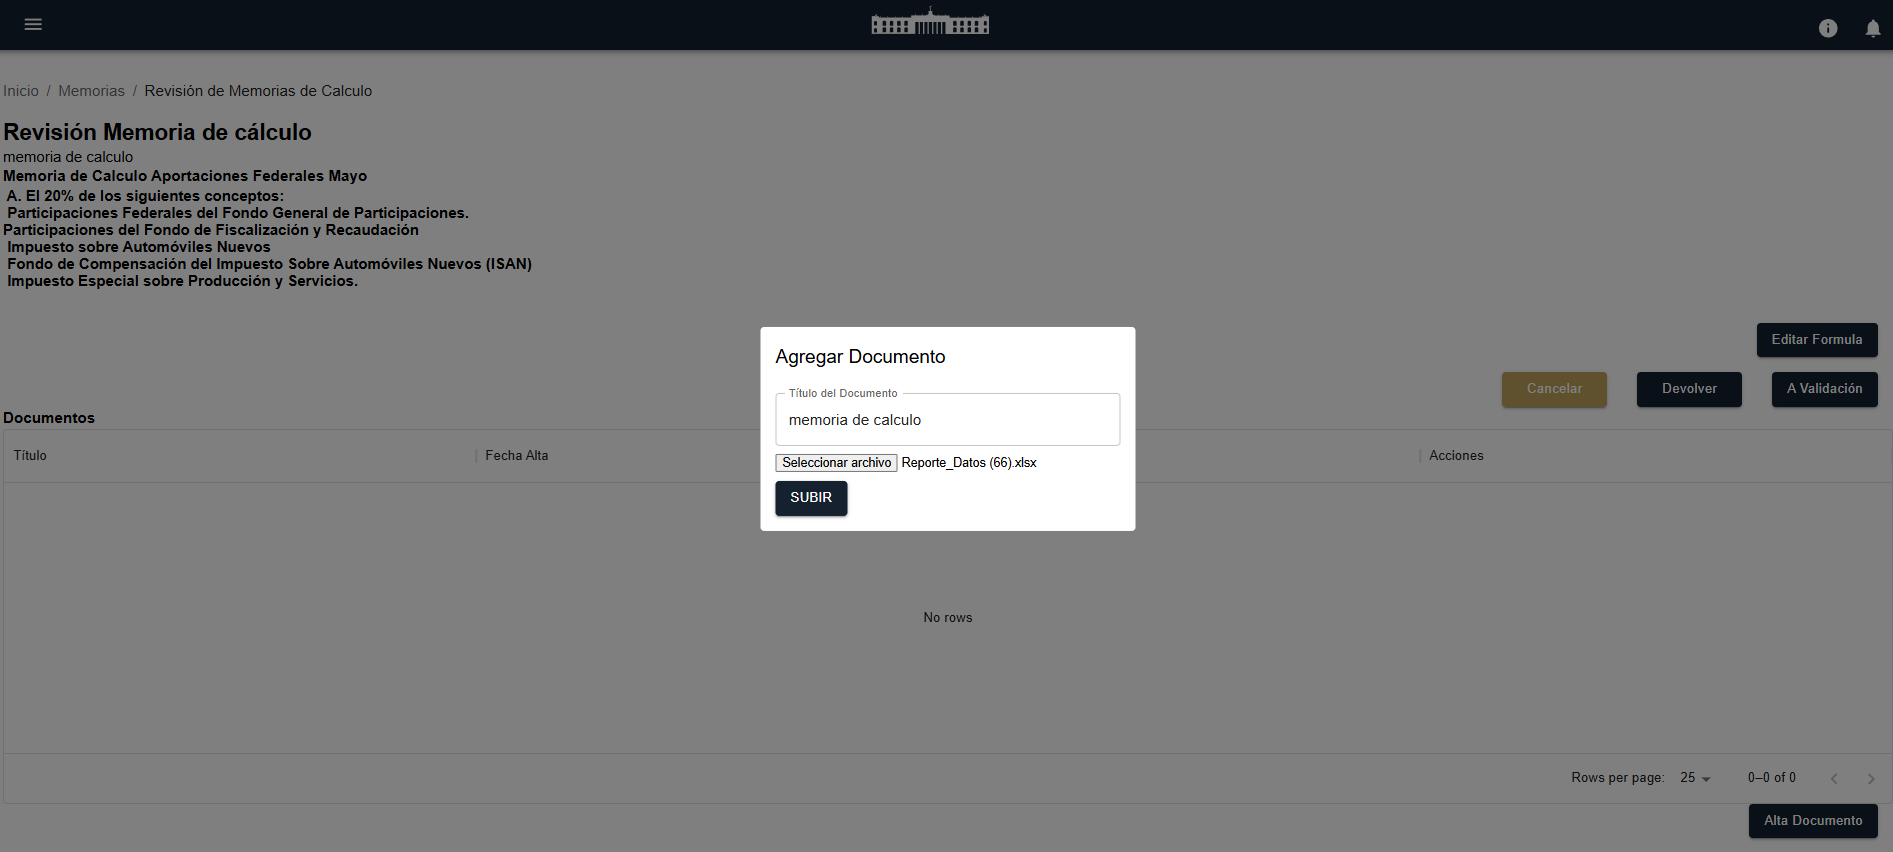 Inicio / Memorias / Revisión de Memorias de Calculo
Revisión Memoria de cálculo
memoria de calculo
Memoria de Calculo Aportaciones Federales Mayo
A. El 20% de los siguientes conceptos:
Participaciones Federales del Fondo General de Participaciones.
Participaciones del Fondo de Fiscalización y Recaudación
Impuesto sobre Automóviles Nuevos
Fondo de Compensación del Impuesto Sobre Automóviles Nuevos (ISAN)
Impuesto Especial sobre Producción y Servicios.
Editar Formula
Cancelar Devolver A Validación
Agregar Documento
Título del Documento
memoria de calculo
Seleccionar archivo Reporte_Datos (66).xlsx
SUBIR
Documentos
Título Fecha Alta Acciones
No rows
Rows per page: 25 0–0 of 0
Alta Documento